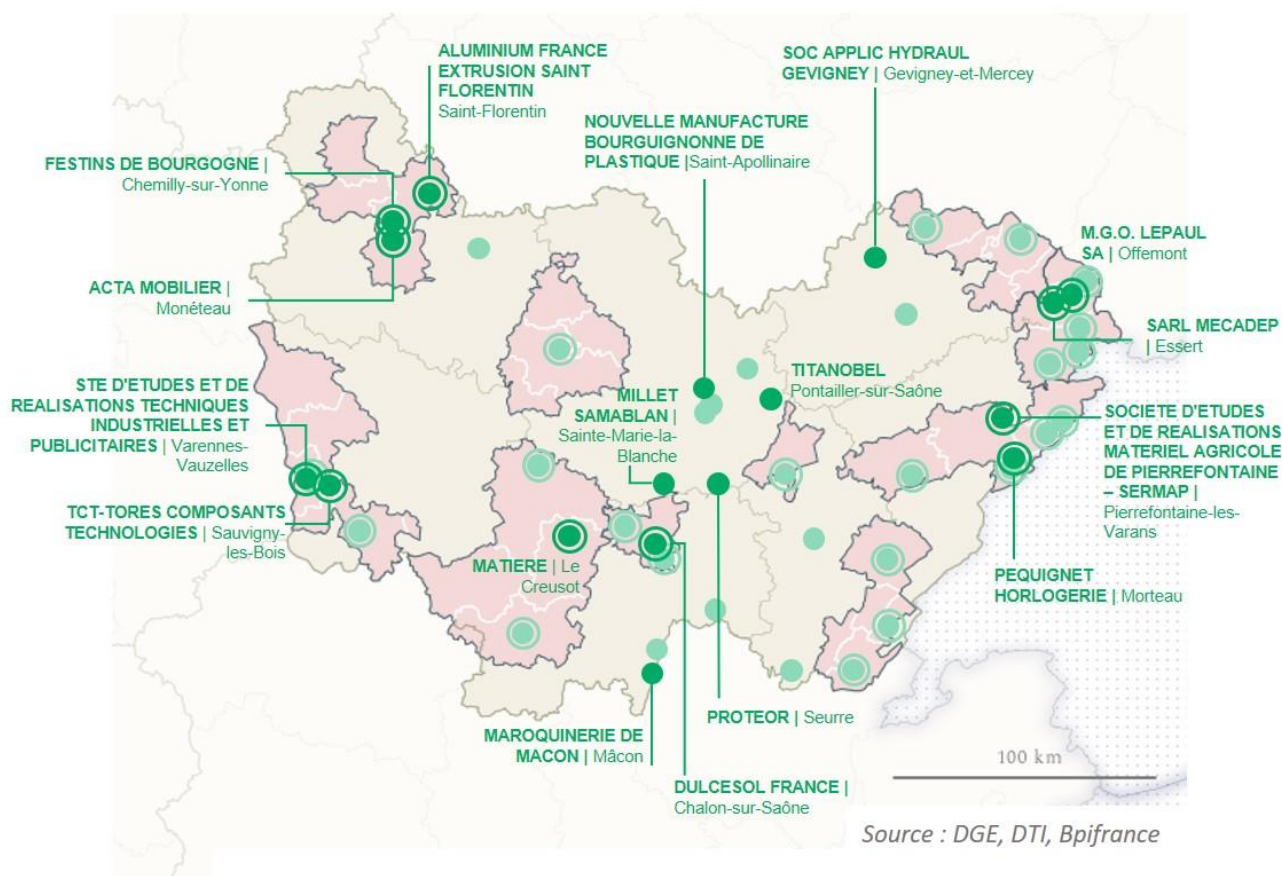 ALUMINIUM FRANCE
EXTRUSION SAINT
FLORENTIN
Saint-Florentin
SOC APPLIC HYDRAUL
GEVIGNEY | Gevigney-et-Mercey
NOUVELLE MANUFACTURE
BOURGUIGNONNE DE
PLASTIQUE |Saint-Apollinaire
FESTINS DE BOURGOGNE |
Chemilly-sur-Yonne
M.G.O. LEPAUL
SA | Offemont
ACTA MOBILIER |
Monéteau
SARL MECADEP
| Essert
STE D'ETUDES ET DE
REALISATIONS TECHNIQUES
INDUSTRIELLES ET
PUBLICITAIRES | Varennes-
Vauzelles
TITANOBEL
Pontailler-sur-Saône
MILLET
SAMABLAN |
Sainte-Marie-la-
Blanche
SOCIETE D'ETUDES
ET DE REALISATIONS
MATERIEL AGRICOLE
DE PIERREFONTAINE
– SERMAP |
Pierrefontaine-les-
Varans
TCT-TORES COMPOSANTS
TECHNOLOGIES | Sauvigny-
les-Bois
MATIERE | Le
Creusot
PEQUIGNET
HORLOGERIE | Morteau
PROTEOR | Seurre
MAROQUINERIE DE
MACON | Mâcon
DULCESOL FRANCE |
Chalon-sur-Saône
100 km
Source : DGE, DTI, Bpifrance